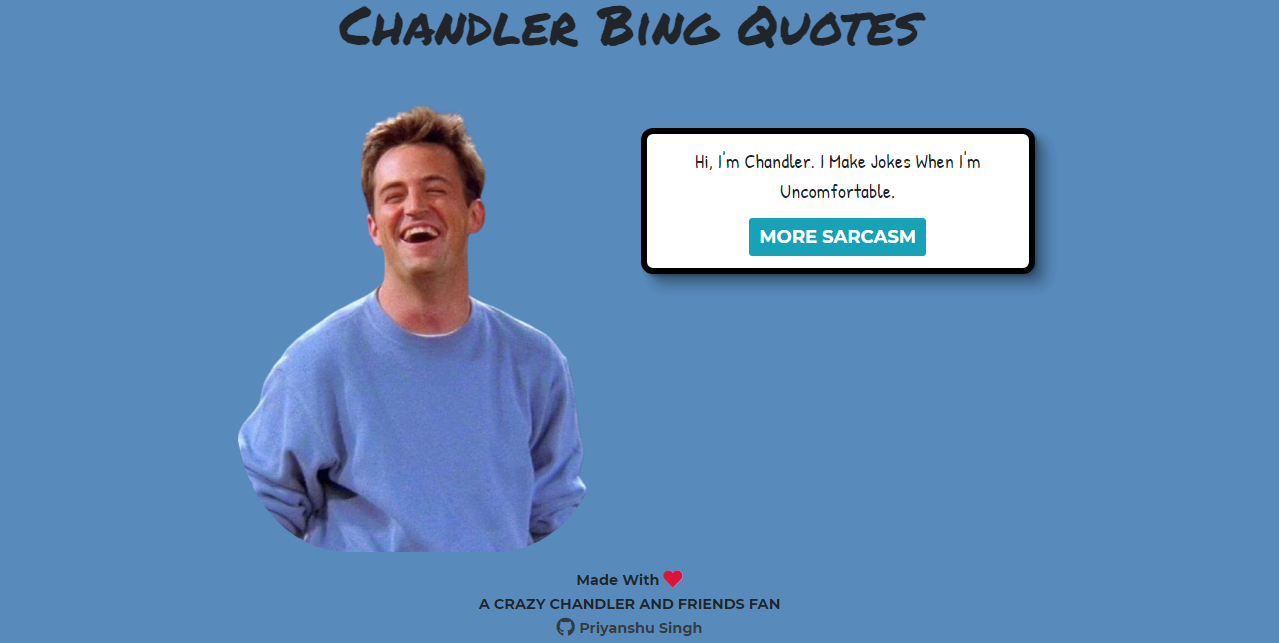 Chandler Bing Quotes
Hi, I'm Chandler. I Make Jokes When I'm
Uncomfortable.
MORE SARCASM
Made With
A CRAZY CHANDLER AND FRIENDS FAN
Priyanshu Singh